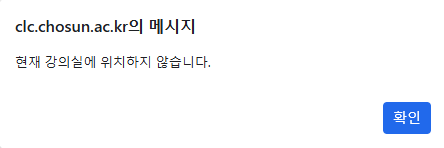 clc.chosun.ac.kr의 메시지
현재 강의실에 위치하지 않습니다.
확인